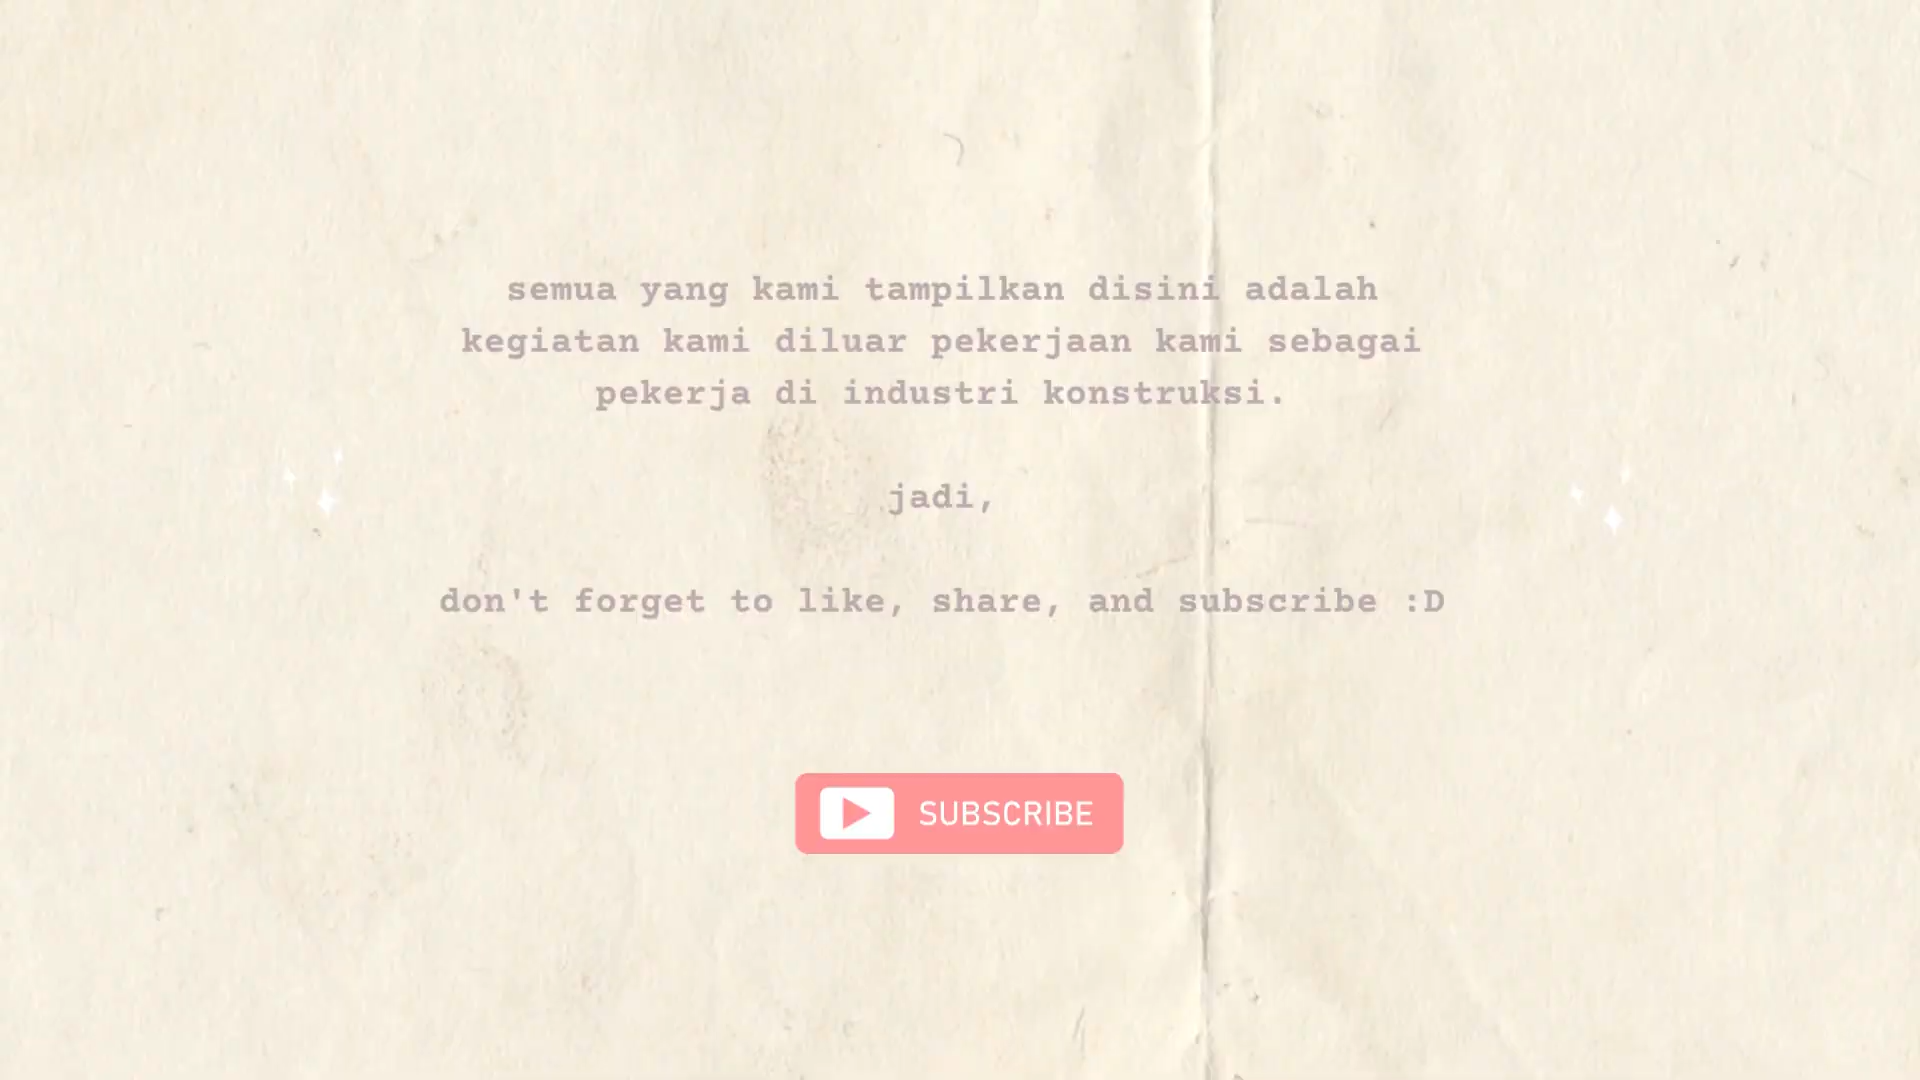 semua yang kami tampilkan disini adalah
kegiatan kami diluar pekerjaan kami sebagai
pekerja di industri konstruksi.
jadi,
don't forget to like, share, and subscribe :D
SUBSCRIBE